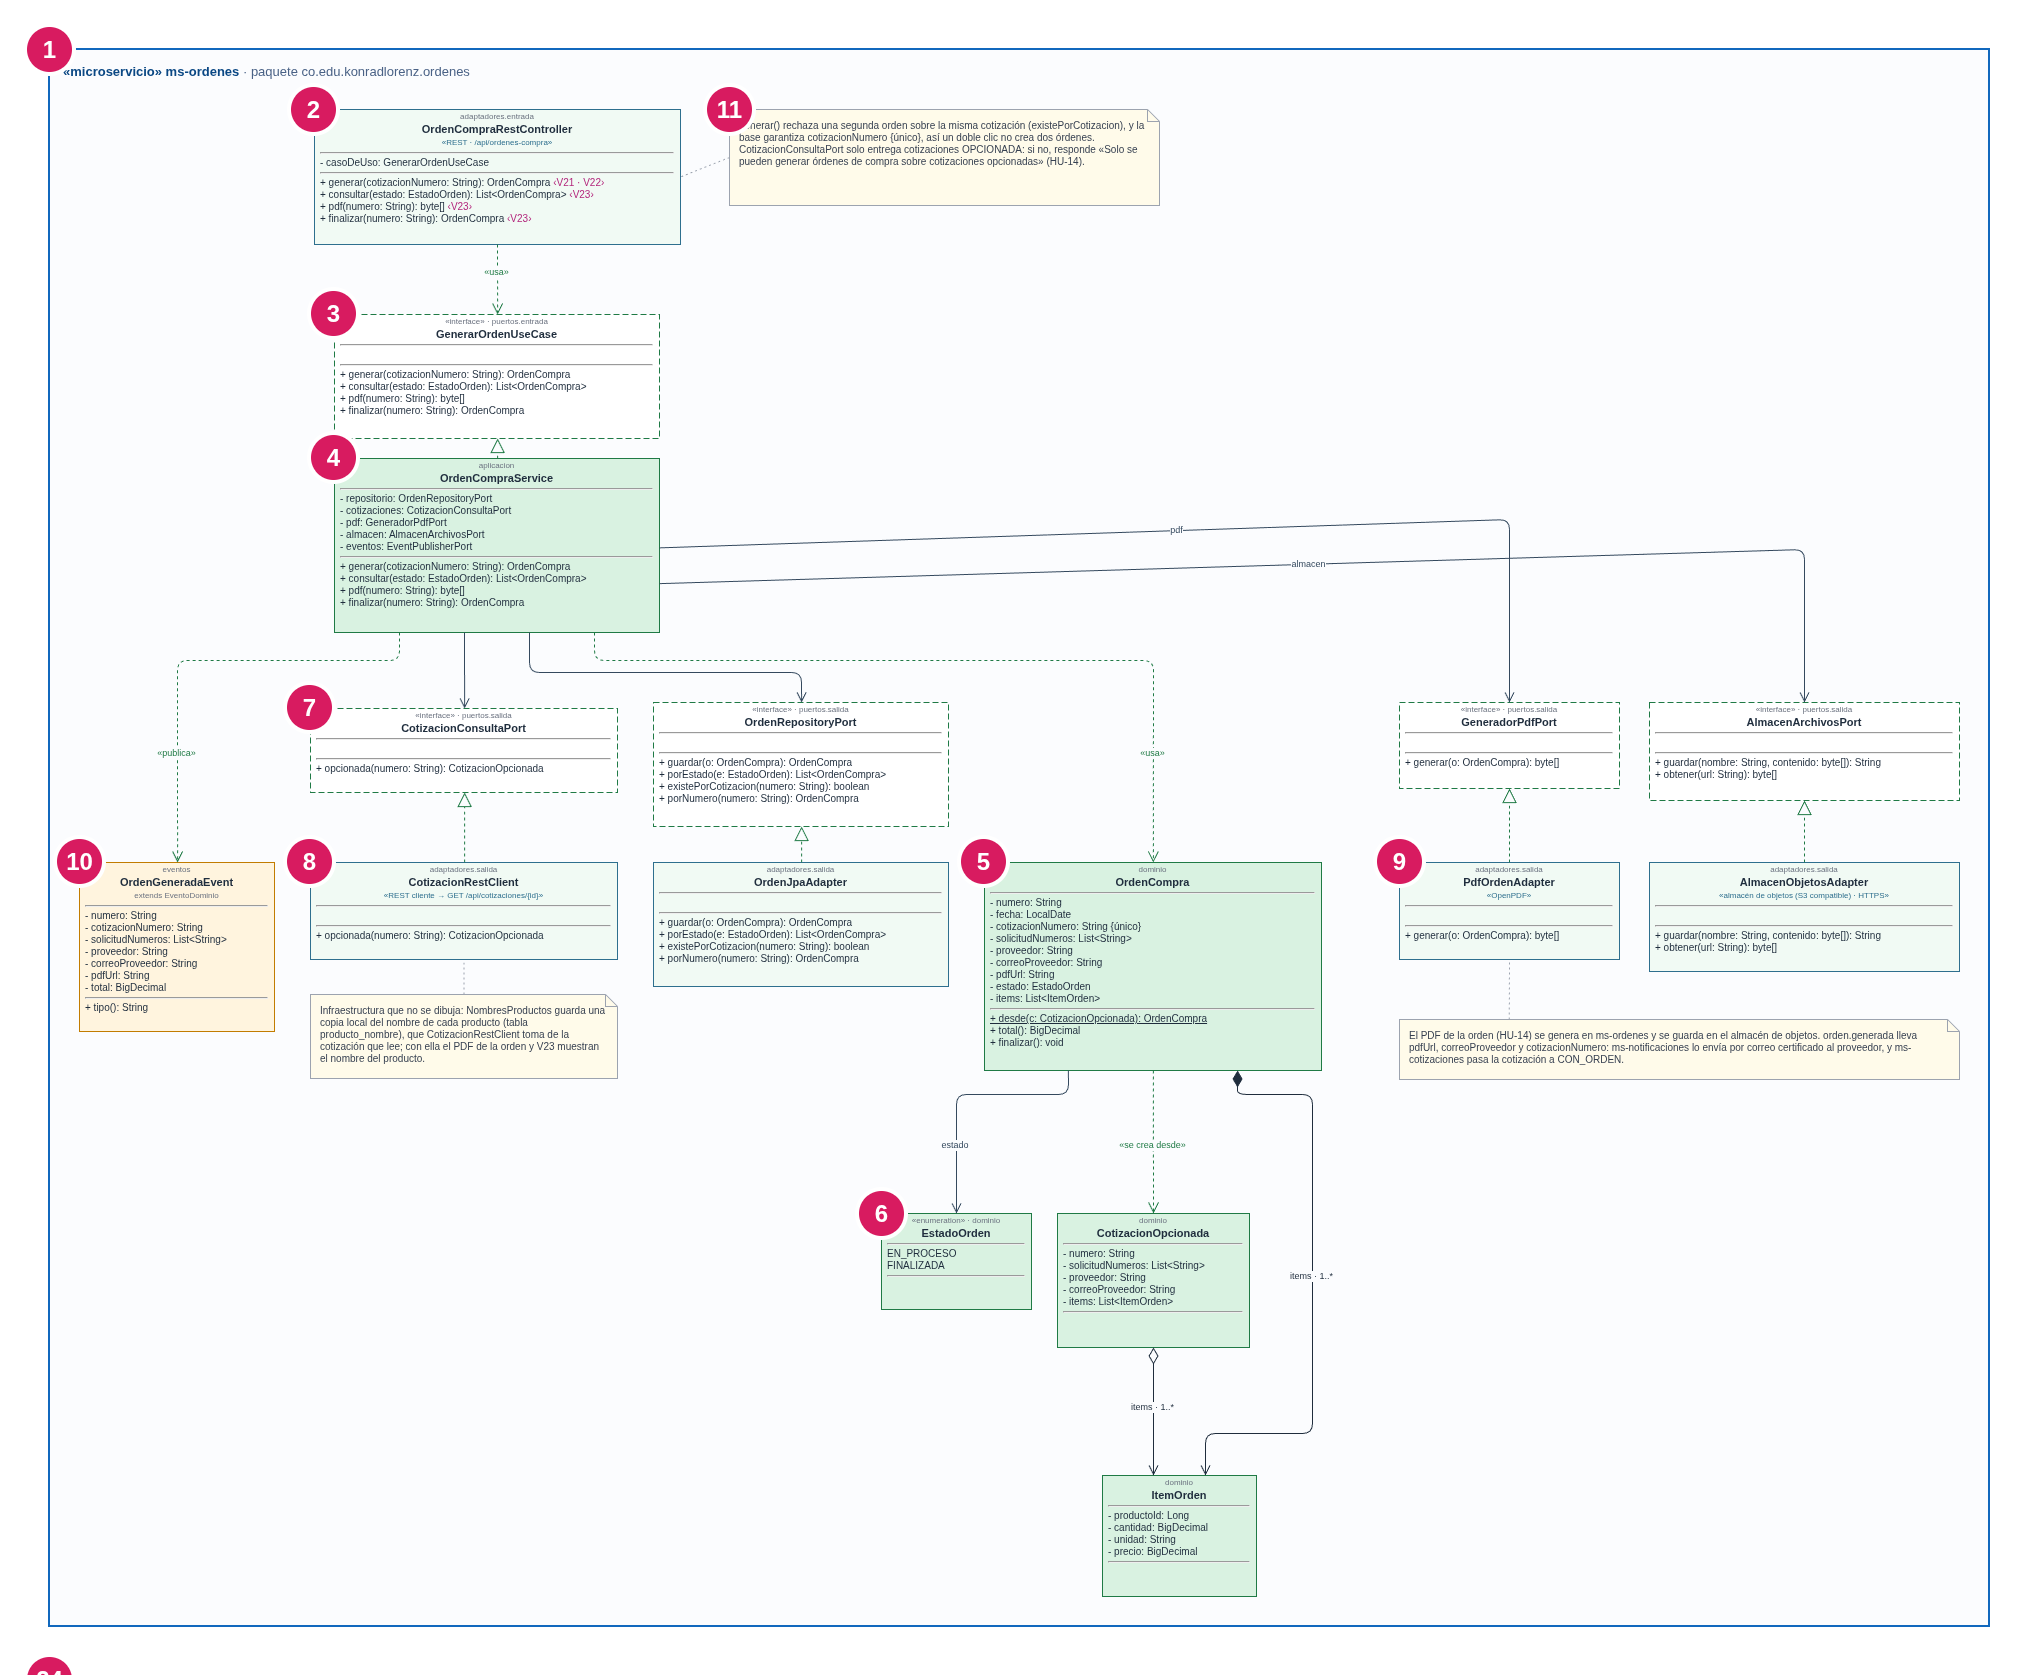 1
«microservicio» ms-ordenes · paquete co.edu.konradlorenz.ordenes
2
adaptadores.entrada
OrdenCompraRestController
«REST · /api/ordenes-compra»
- casoDeUso: GenerarOrdenUseCase
+ generar(cotizacionNumero: String): OrdenCompra ‹V21 · V22›
+ consultar(estado: EstadoOrden): List<OrdenCompra> ‹V23›
+ pdf(numero: String): byte[] ‹V23›
+ finalizar(numero: String): OrdenCompra ‹V23›
11
rechaza una segunda orden sobre la misma cotización (existePorCotizacion), y la
base garantiza cotizacionNumero {único}, así un doble clic no crea dos órdenes.
CotizacionConsultaPort solo entrega cotizaciones OPCIONADA: si no, responde «Solo se
pueden generar órdenes de compra sobre cotizaciones opcionadas» (HU-14).
«usa»
3
«interface» · puertos.entrada
GenerarOrdenUseCase
+ generar(cotizacionNumero: String): OrdenCompra
+ consultar(estado: EstadoOrden): List<OrdenCompra>
+ pdf(numero: String): byte[]
+ finalizar(numero: String): OrdenCompra
4
aplicacion
OrdenCompraService
- repositorio: OrdenRepositoryPort
- cotizaciones: CotizacionConsultaPort
- pdf: GeneradorPdfPort
- almacen: AlmacenArchivosPort
- eventos: EventPublisherPort
+ generar(cotizacionNumero: String): OrdenCompra
+ consultar(estado: EstadoOrden): List<OrdenCompra>
+ pdf(numero: String): byte[]
+ finalizar(numero: String): OrdenCompra
pdf
almacen
«publica»
7
«interface» · puertos.salida
CotizacionConsultaPort
+ opcionada(numero: String): CotizacionOpcionada
«interface» · puertos.salida
OrdenRepositoryPort
+ guardar(o: OrdenCompra): OrdenCompra
+ porEstado(e: EstadoOrden): List<OrdenCompra>
+ existePorCotizacion(numero: String): boolean
+ porNumero(numero: String): OrdenCompra
«usa»
«interface» · puertos.salida
GeneradorPdfPort
+ generar(o: OrdenCompra): byte[]
«interface» · puertos.salida
AlmacenArchivosPort
+ guardar(nombre: String, contenido: byte[]): String
+ obtener(url: String): byte[]
10
eventos
OrdenGeneradaEvent
extends EventoDominio
- numero: String
- cotizacionNumero: String
- solicitudNumeros: List<String>
- proveedor: String
- correoProveedor: String
- pdfUrl: String
- total: BigDecimal
+ tipo(): String
8
adaptadores.salida
CotizacionRestClient
«REST cliente → GET /api/cotizaciones/{id}»
+ opcionada(numero: String): CotizacionOpcionada
adaptadores.salida
OrdenJpaAdapter
+ guardar(o: OrdenCompra): OrdenCompra
+ porEstado(e: EstadoOrden): List<OrdenCompra>
+ existePorCotizacion(numero: String): boolean
+ porNumero(numero: String): OrdenCompra
5
dominio
OrdenCompra
- numero: String
- fecha: LocalDate
- cotizacionNumero: String {único}
- solicitudNumeros: List<String>
- proveedor: String
- correoProveedor: String
- pdfUrl: String
- estado: EstadoOrden
- items: List<ItemOrden>
+ desde(c: CotizacionOpcionada): OrdenCompra
+ total(): BigDecimal
+ finalizar(): void
9
adaptadores.salida
PdfOrdenAdapter
«OpenPDF»
+ generar(o: OrdenCompra): byte[]
adaptadores.salida
AlmacenObjetosAdapter
«almacén de objetos (S3 compatible) · HTTPS»
+ guardar(nombre: String, contenido: byte[]): String
+ obtener(url: String): byte[]
Infraestructura que no se dibuja: NombresProductos guarda una
copia local del nombre de cada producto (tabla
producto_nombre), que CotizacionRestClient toma de la
cotización que lee; con ella el PDF de la orden y V23 muestran
el nombre del producto.
El PDF de la orden (HU-14) se genera en ms-ordenes y se guarda en el almacén de objetos. orden.generada lleva
pdfUrl, correoProveedor y cotizacionNumero: ms-notificaciones lo envía por correo certificado al proveedor, y ms-
cotizaciones pasa la cotización a CON_ORDEN.
estado
«se crea desde»
6
«enumeration» · dominio
EstadoOrden
EN_PROCESO
FINALIZADA
dominio
CotizacionOpcionada
- numero: String
- solicitudNumeros: List<String>
- proveedor: String
- correoProveedor: String
- items: List<ItemOrden>
items · 1..*
items · 1..*
dominio
ItemOrden
- productoId: Long
- cantidad: BigDecimal
- unidad: String
- precio: BigDecimal